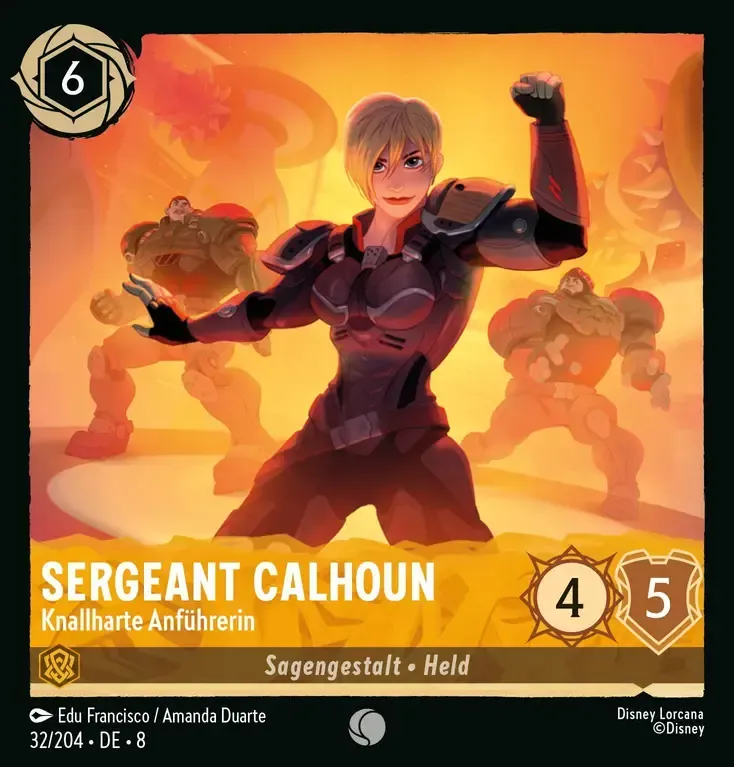 6
SERGEANT CALHOUN
Knallharte Anführerin
4
5
Sagengestalt • Held
Edu Francisco / Amanda Duarte
32/204 • DE • 8
Disney Lorcana
©Disney